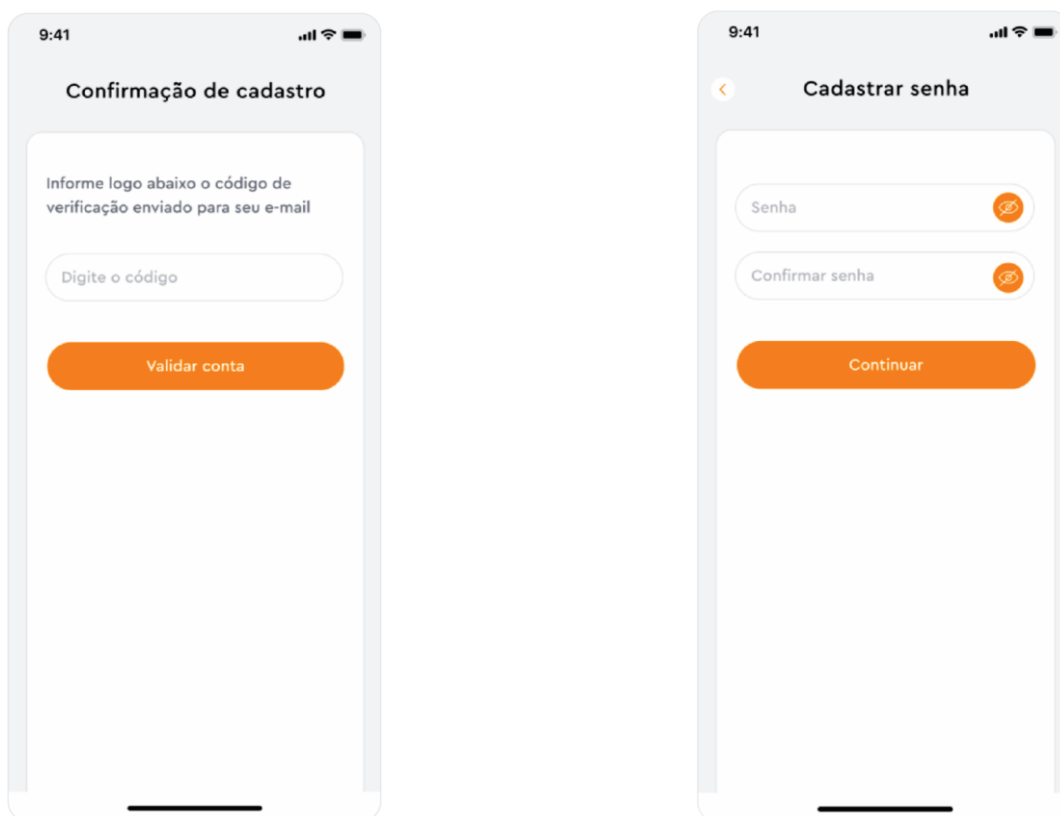 9:41
Confirmação de cadastro
Informe logo abaixo o código de
verificação enviado para seu e-mail
Digite o código
Validar conta
9:41
Cadastrar senha
Senha
Confirmar senha
Continuar